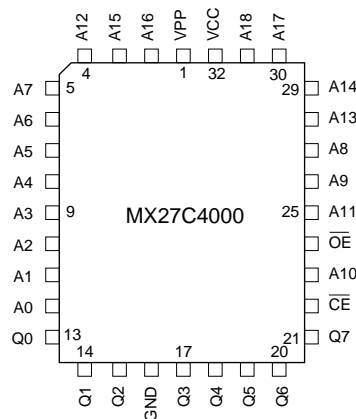 A12 A15 A16 VPP VCC A18 A17
4 1 32 30
A7 5 29 A14
A6 A13
A5 A8
A4 A9
A3 9 MX27C4000 25 A11
A2 OE
A1 A10
A0 CE
Q0 13 21 Q7
14 17 20
Q1 Q2 GND Q3 Q4 Q5 Q6